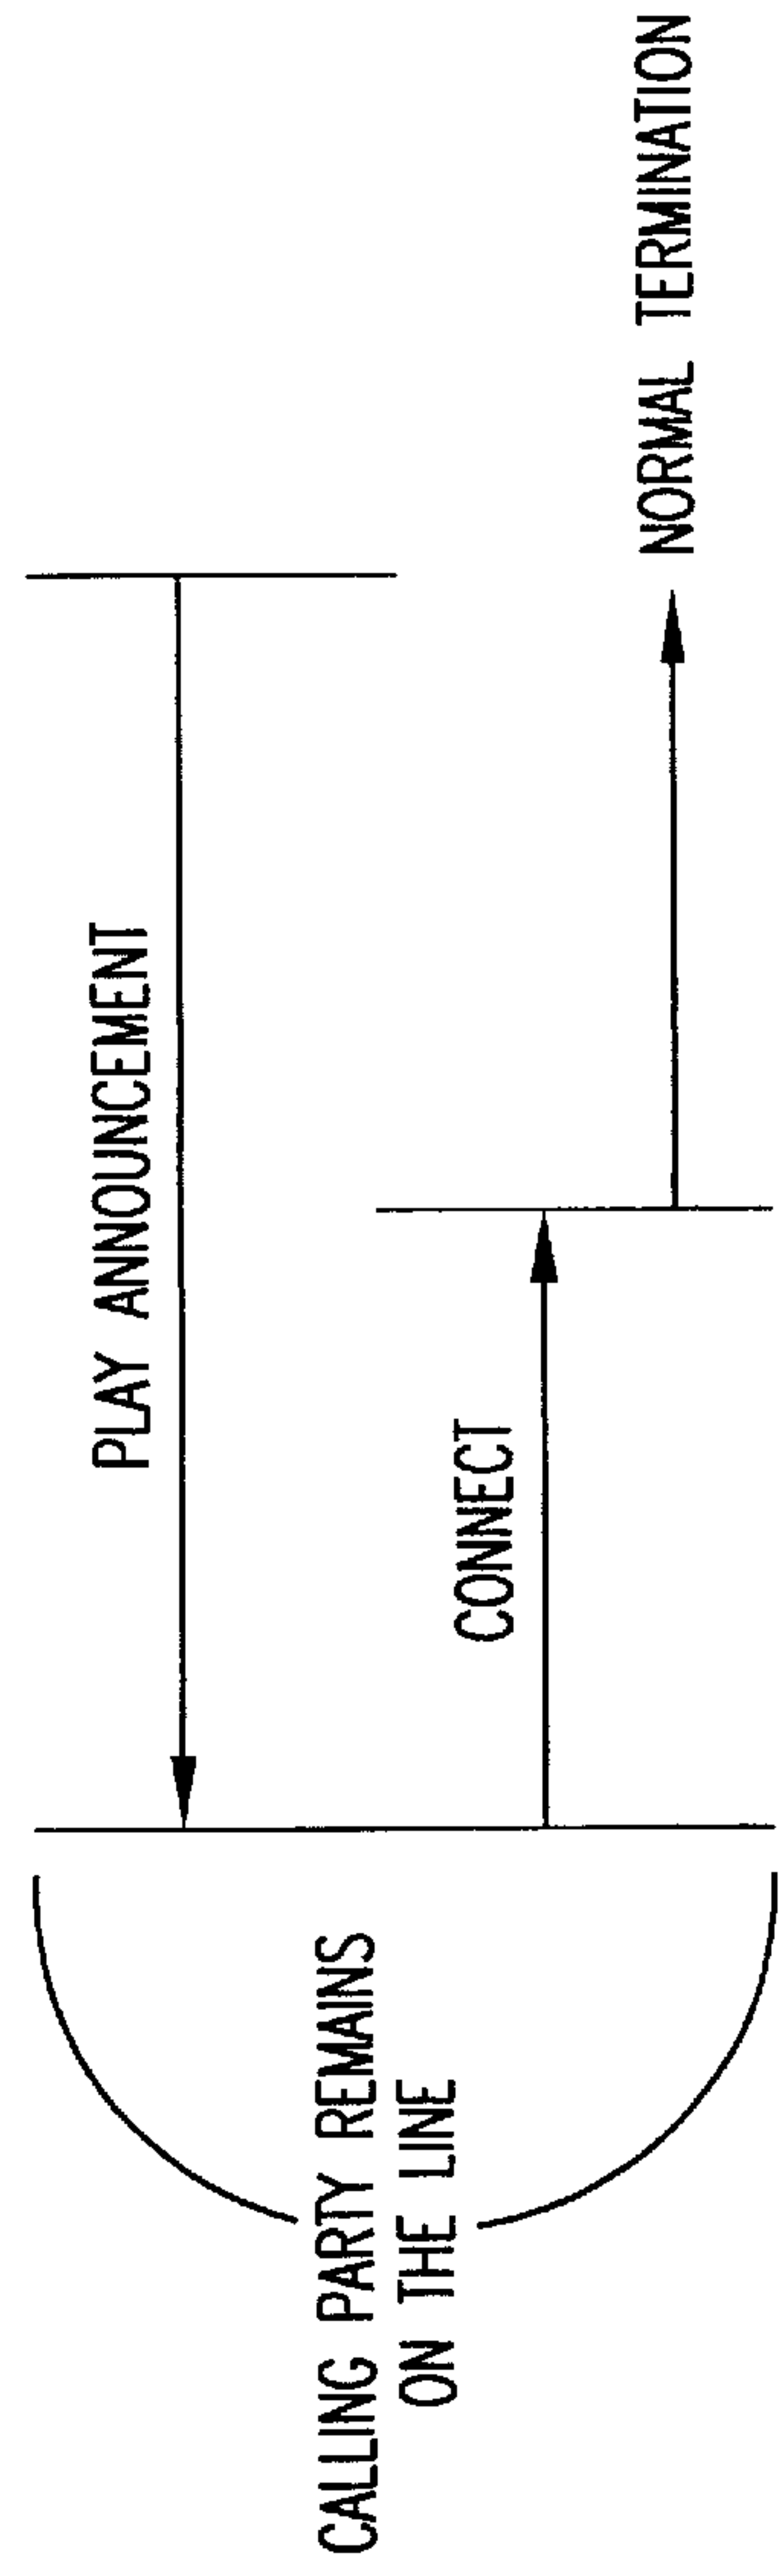 PLAY ANNOUNCEMENT
CALLING PARTY REMAINS
ON THE LINE
CONNECT
NORMAL TERMINATION